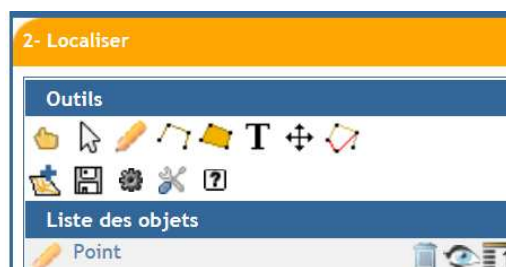 2- Localiser
Outils
T
?
Liste des objets
Point